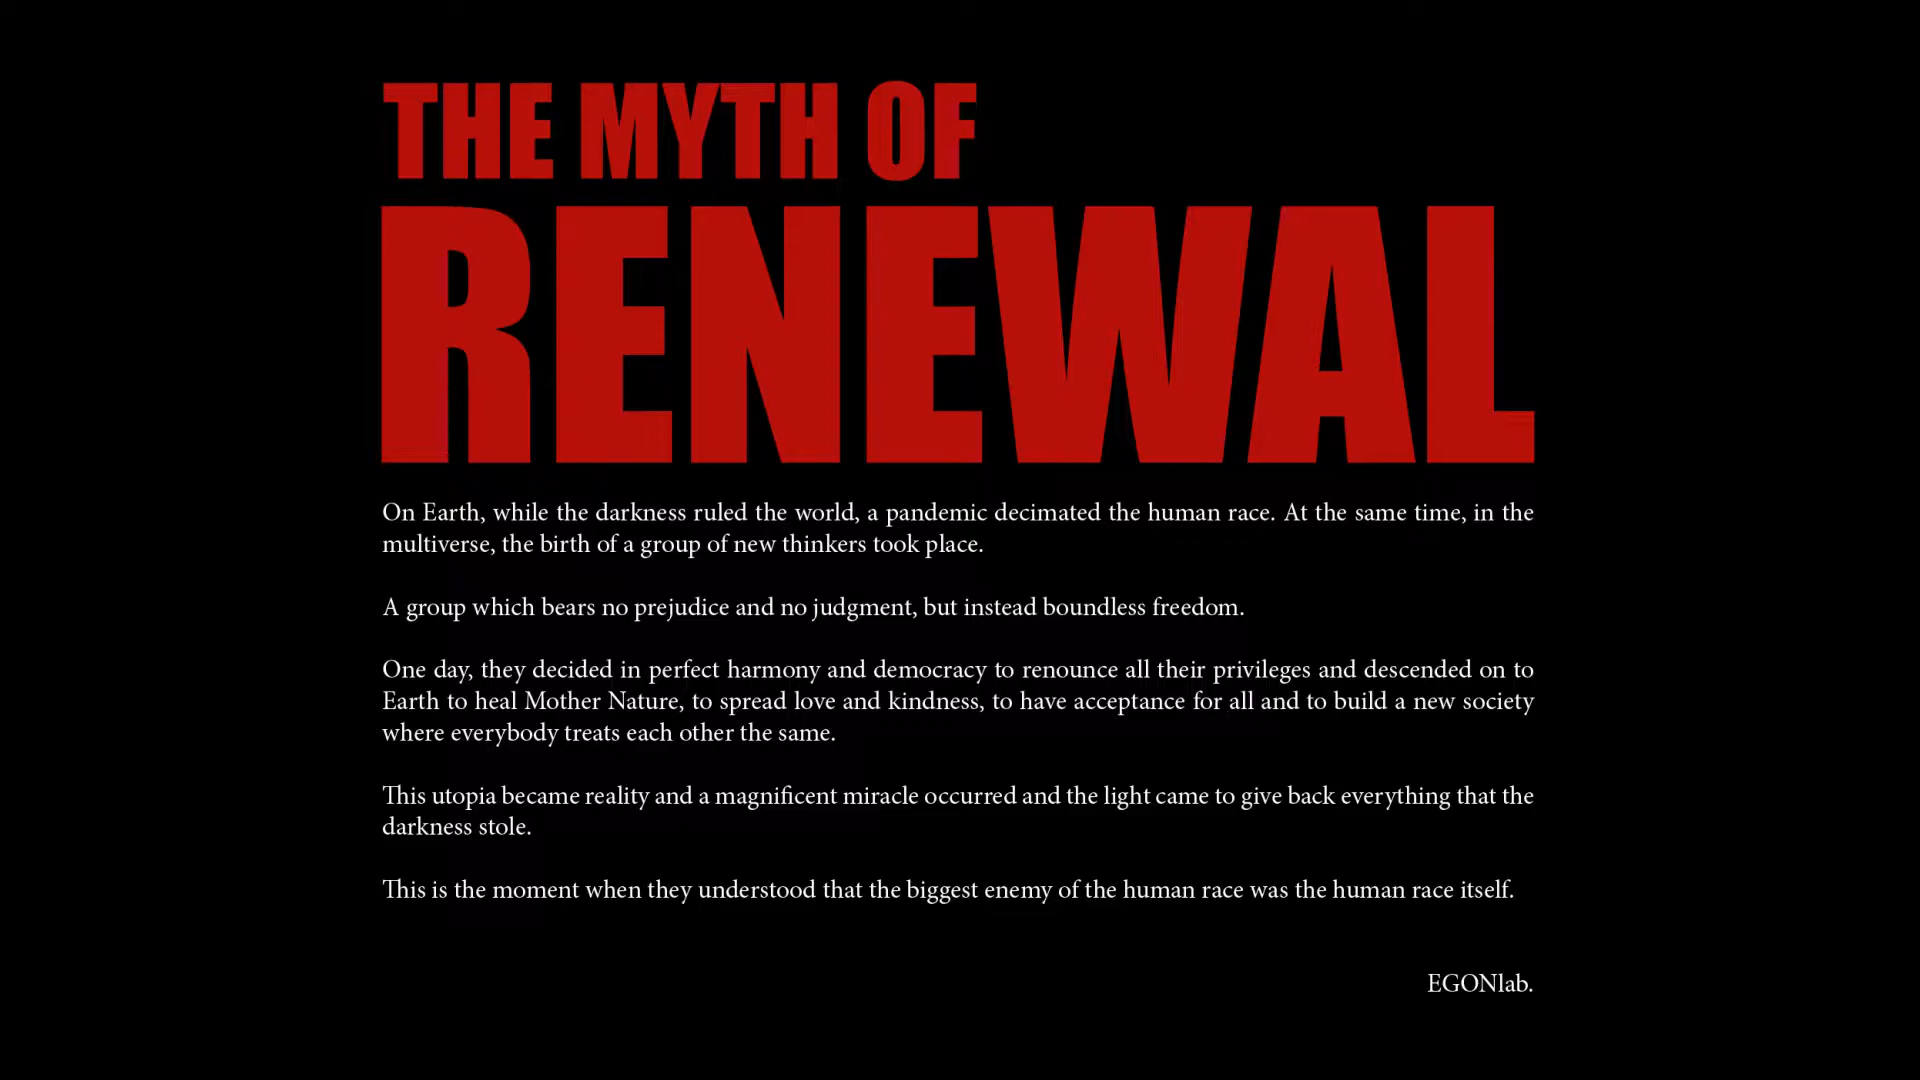 THE MYTH OF
RENEWAL
On Earth, while the darkness ruled the world, a pandemic decimated the human race. At the same time, in the
multiverse, the birth of a group of new thinkers took place.
A group which bears no prejudice and no judgment, but instead boundless freedom.
One day, they decided in perfect harmony and democracy to renounce all their privileges and descended on to
Earth to heal Mother Nature, to spread love and kindness, to have acceptance for all and to build a new society
where everybody treats each other the same.
This utopia became reality and a magnificent miracle occurred and the light came to give back everything that the
darkness stole.
This is the moment when they understood that the biggest enemy of the human race was the human race itself.
EGONlab.